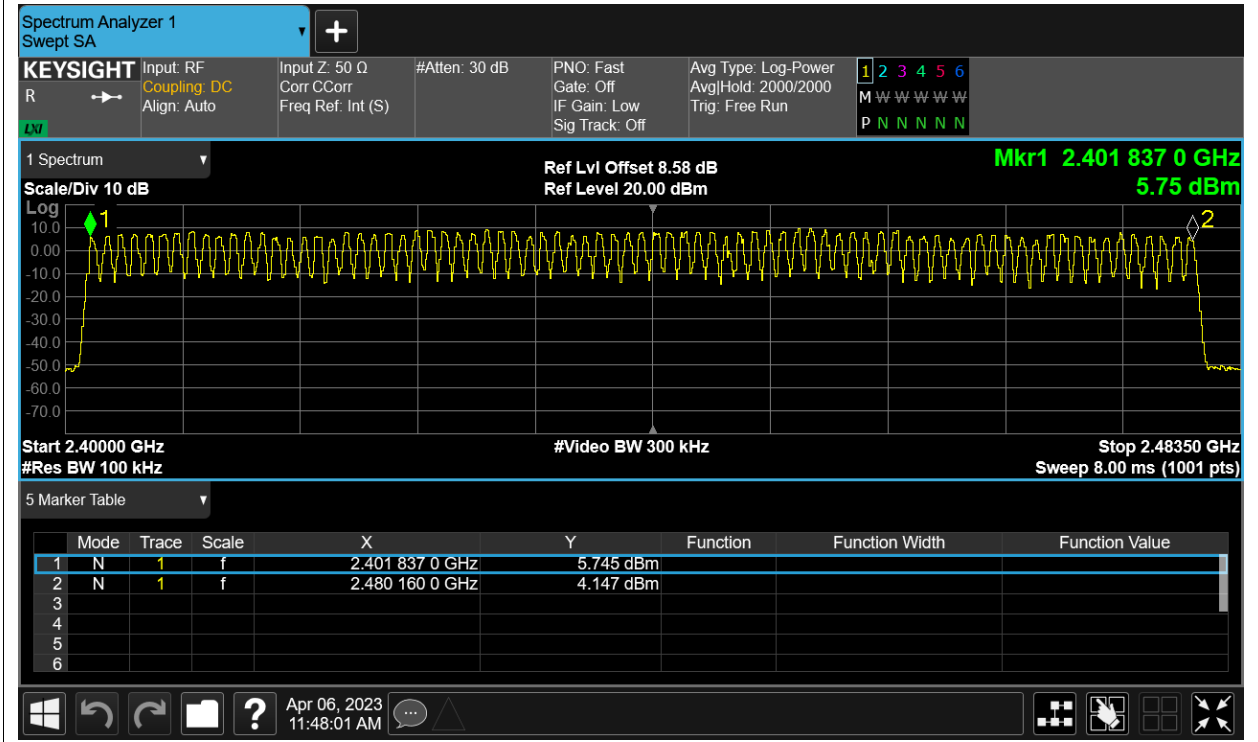 Spectrum Analyzer 1
Swept SA
+
KEYSIGHT Input: RF Input Z: 50 Ω #Atten: 30 dB PNO: Fast Avg Type: Log-Power 1 2 3 4 5 6
R Coupling: DC Corr CCorr Gate: Off Avg|Hold: 2000/2000 M W W W W W W
Align: Auto Freq Ref: Int (S) IF Gain: Low Trig: Free Run
LXI Sig Track: Off P N N N N N N
1 Spectrum Ref Lvl Offset 8.58 dB Mkr1 2.401 837 0 GHz
Scale/Div 10 dB Ref Level 20.00 dBm 5.75 dBm
Log
1 2
10.0
0.00
-10.0
-20.0
-30.0
-40.0
-50.0
-60.0
-70.0
Start 2.40000 GHz #Video BW 300 kHz Stop 2.48350 GHz
#Res BW 100 kHz Sweep 8.00 ms (1001 pts)
5 Marker Table
Mode Trace Scale X Y Function Function Width Function Value
1 N 1 f 2.401 837 0 GHz 5.745 dBm
2 N 1 f 2.480 160 0 GHz 4.147 dBm
3
4
5
6
? Apr 06, 2023
11:48:01 AM